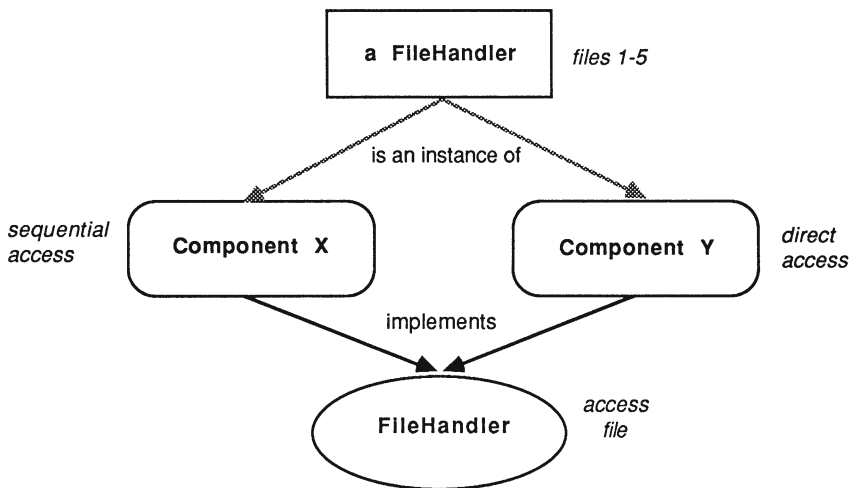 a FileHandler
files 1-5
is an instance of
sequential
access
Component X
Component Y
direct
access
implements
FileHandler
access
file